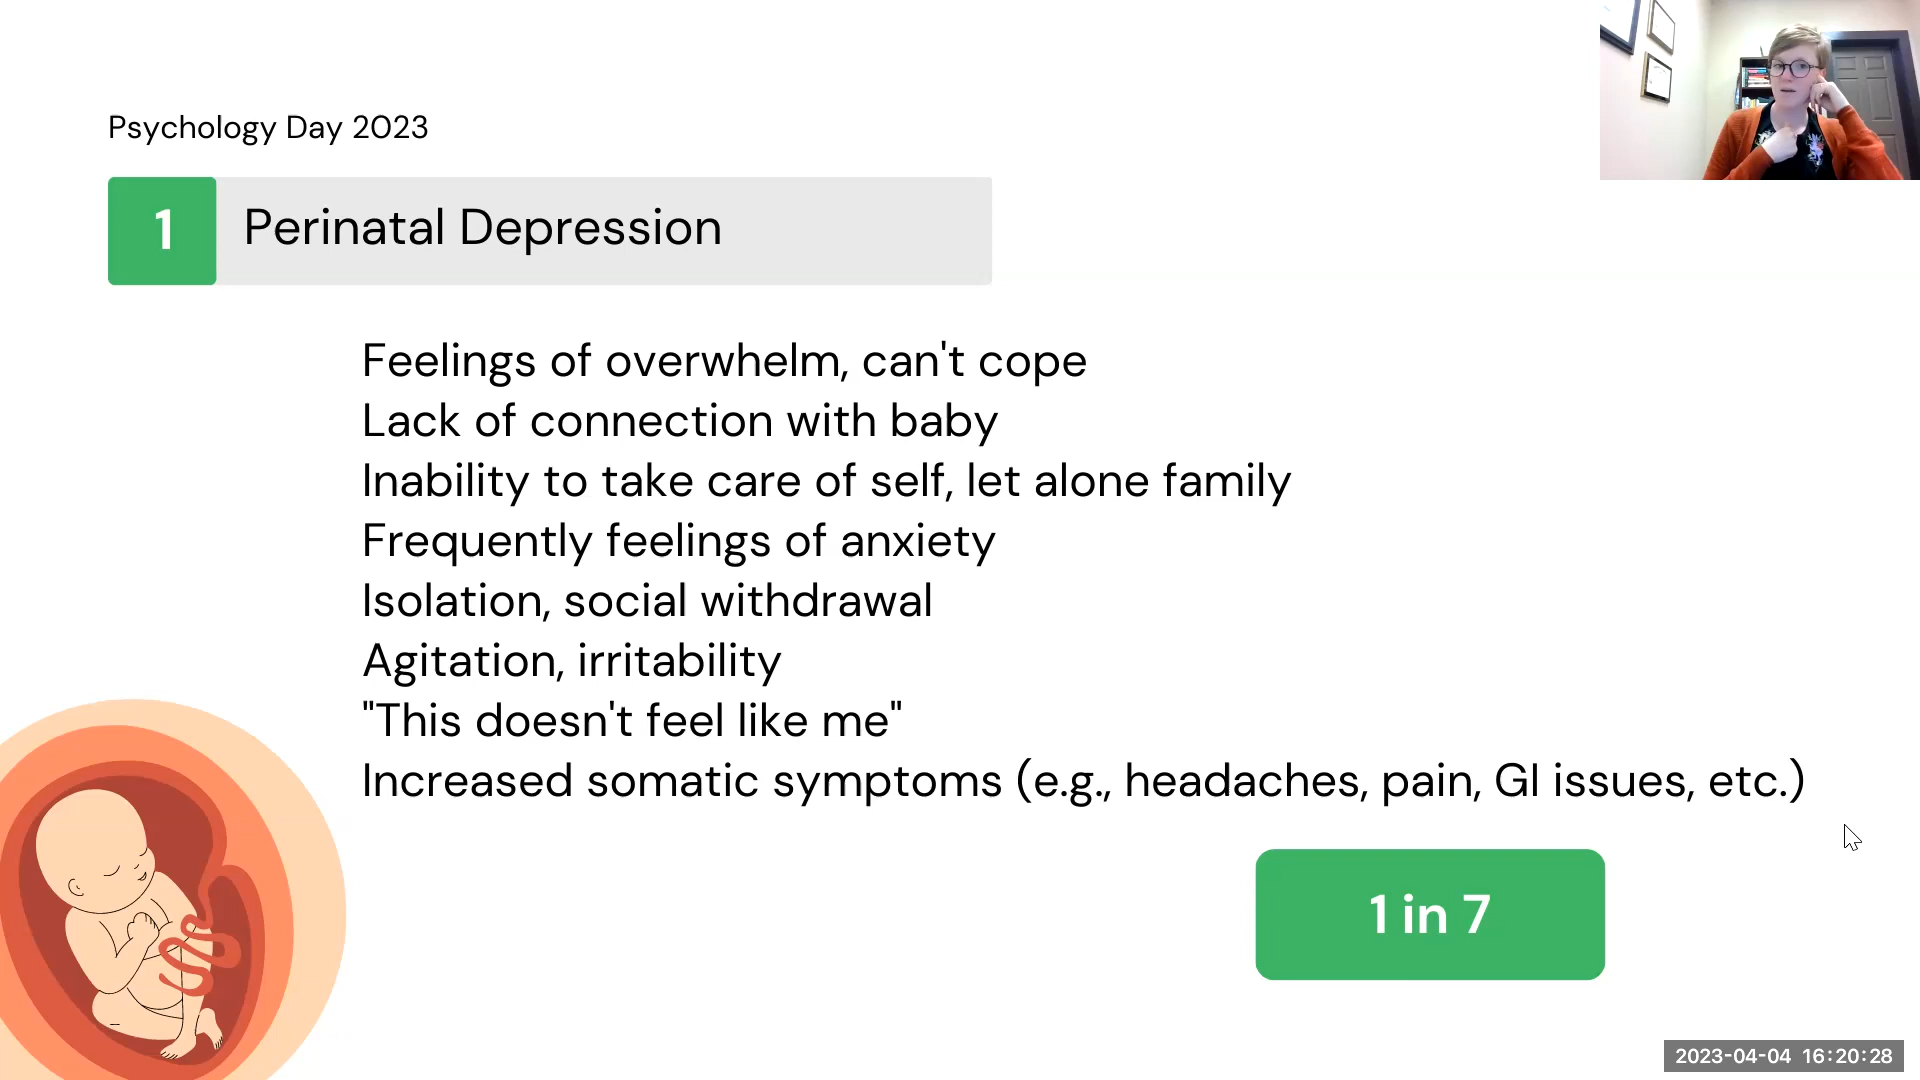 Psychology Day 2023
1 Perinatal Depression
Feelings of overwhelm, can't cope
Lack of connection with baby
Inability to take care of self, let alone family
Frequently feelings of anxiety
Isolation, social withdrawal
Agitation, irritability
"This doesn't feel like me"
Increased somatic symptoms (e.g., headaches, pain, GI issues, etc.)
1 in 7
2023-04-04 16:20:28